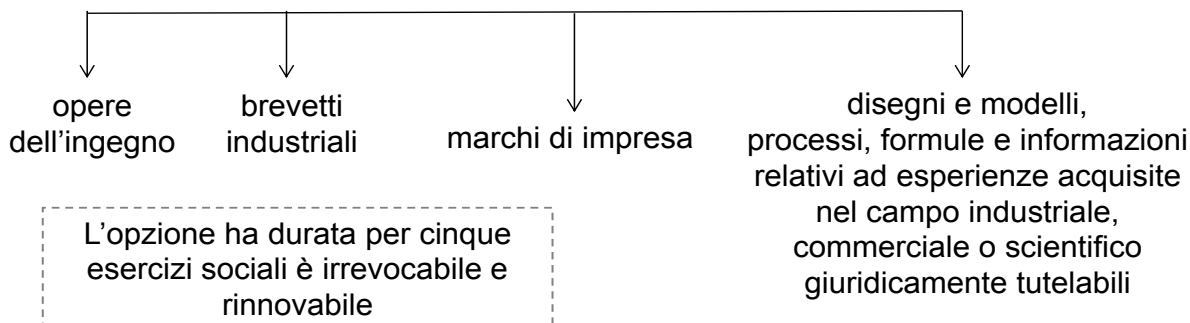 opere
dell’ingegno
brevetti
industriali
marchi di impresa
disegni e modelli,
processi, formule e informazioni
relativi ad esperienze acquisite
nel campo industriale,
commerciale o scientifico
giuridicamente tutelabili
L’opzione ha durata per cinque
esercizi sociali è irrevocabile e
rinnovabile